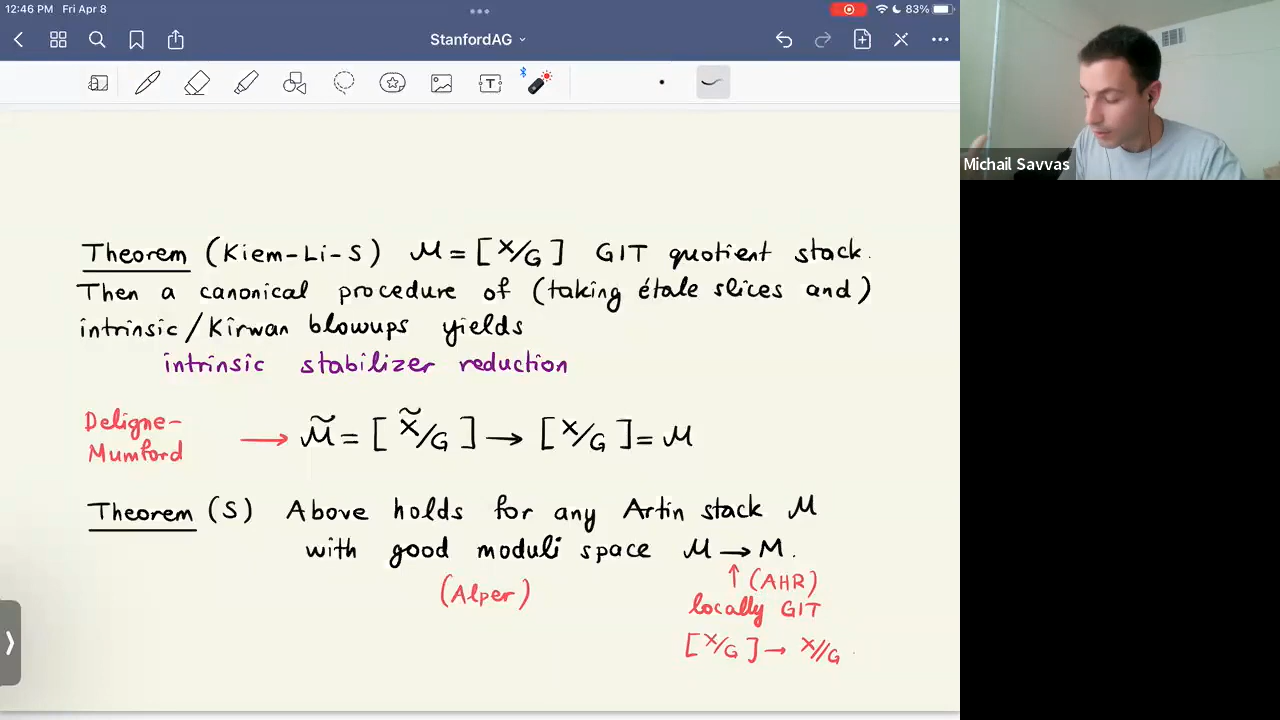 12:46 PM Fri Apr 8
83%
StanfordAG
Michail Savvas
Theorem (Kiem-Li-S) M = [X/G] GIT quotient stack.
Then a canonical procedure of (taking étale slices and)
intrinsic/Kirwan blowups yields
intrinsic stabilizer reduction
Deligne-
Mumford → M̃ = [X̃/G] → [X/G] = M
Theorem (S) Above holds for any Artin stack M
with good moduli space M → M.
(Alper)
↑ (AHR)
locally GIT
[X/G] → X//G